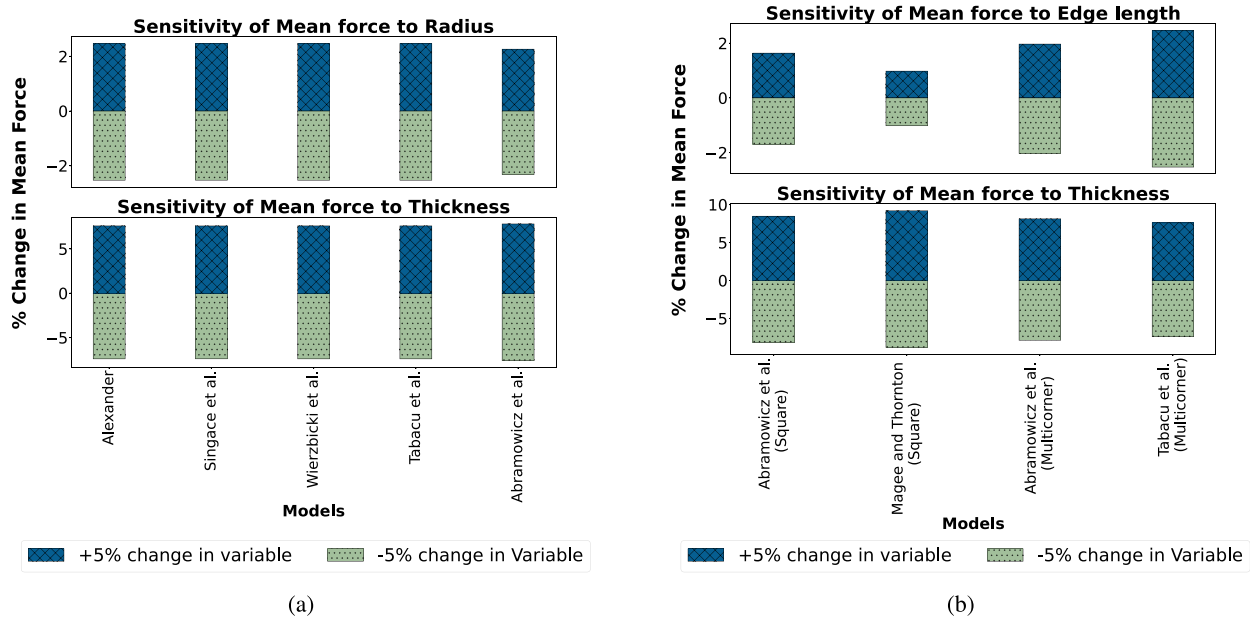 Sensitivity of Mean force to Radius
2
0
−2
Sensitivity of Mean force to Thickness
5
0
−5
% Change in Mean Force
Alexander
Singace et al.
Wierzbicki et al.
Tabacu et al.
Abramowicz et al.
Models
+5% change in variable
-5% change in Variable
(a)
Sensitivity of Mean force to Edge length
2
0
−2
Sensitivity of Mean force to Thickness
10
5
0
−5
% Change in Mean Force
Abramowicz et al.
(Square)
Magee and Thornton
(Square)
Abramowicz et al.
(Multicorner)
Tabacu et al.
(Multicorner)
Models
+5% change in variable
-5% change in Variable
(b)